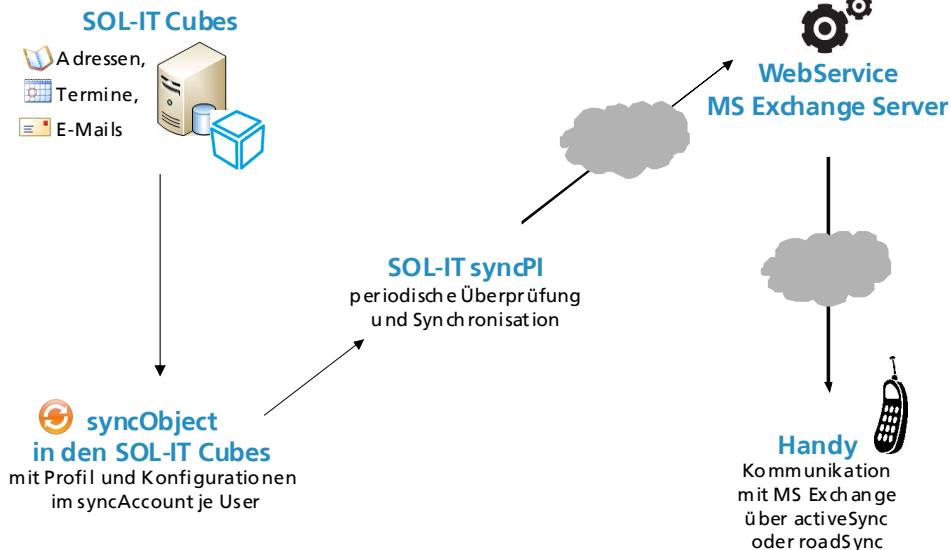 SOL-IT Cubes
Adressen,
Termine,
E-Mails
WebService
MS Exchange Server
SOL-IT syncPI
periodische Überprüfung
und Synchronisation
syncObject
in den SOL-IT Cubes
mit Profil und Konfigurationen
im syncAccount je User
Handy
Kommunikation
mit MS Exchange
über activeSync
oder roadSync